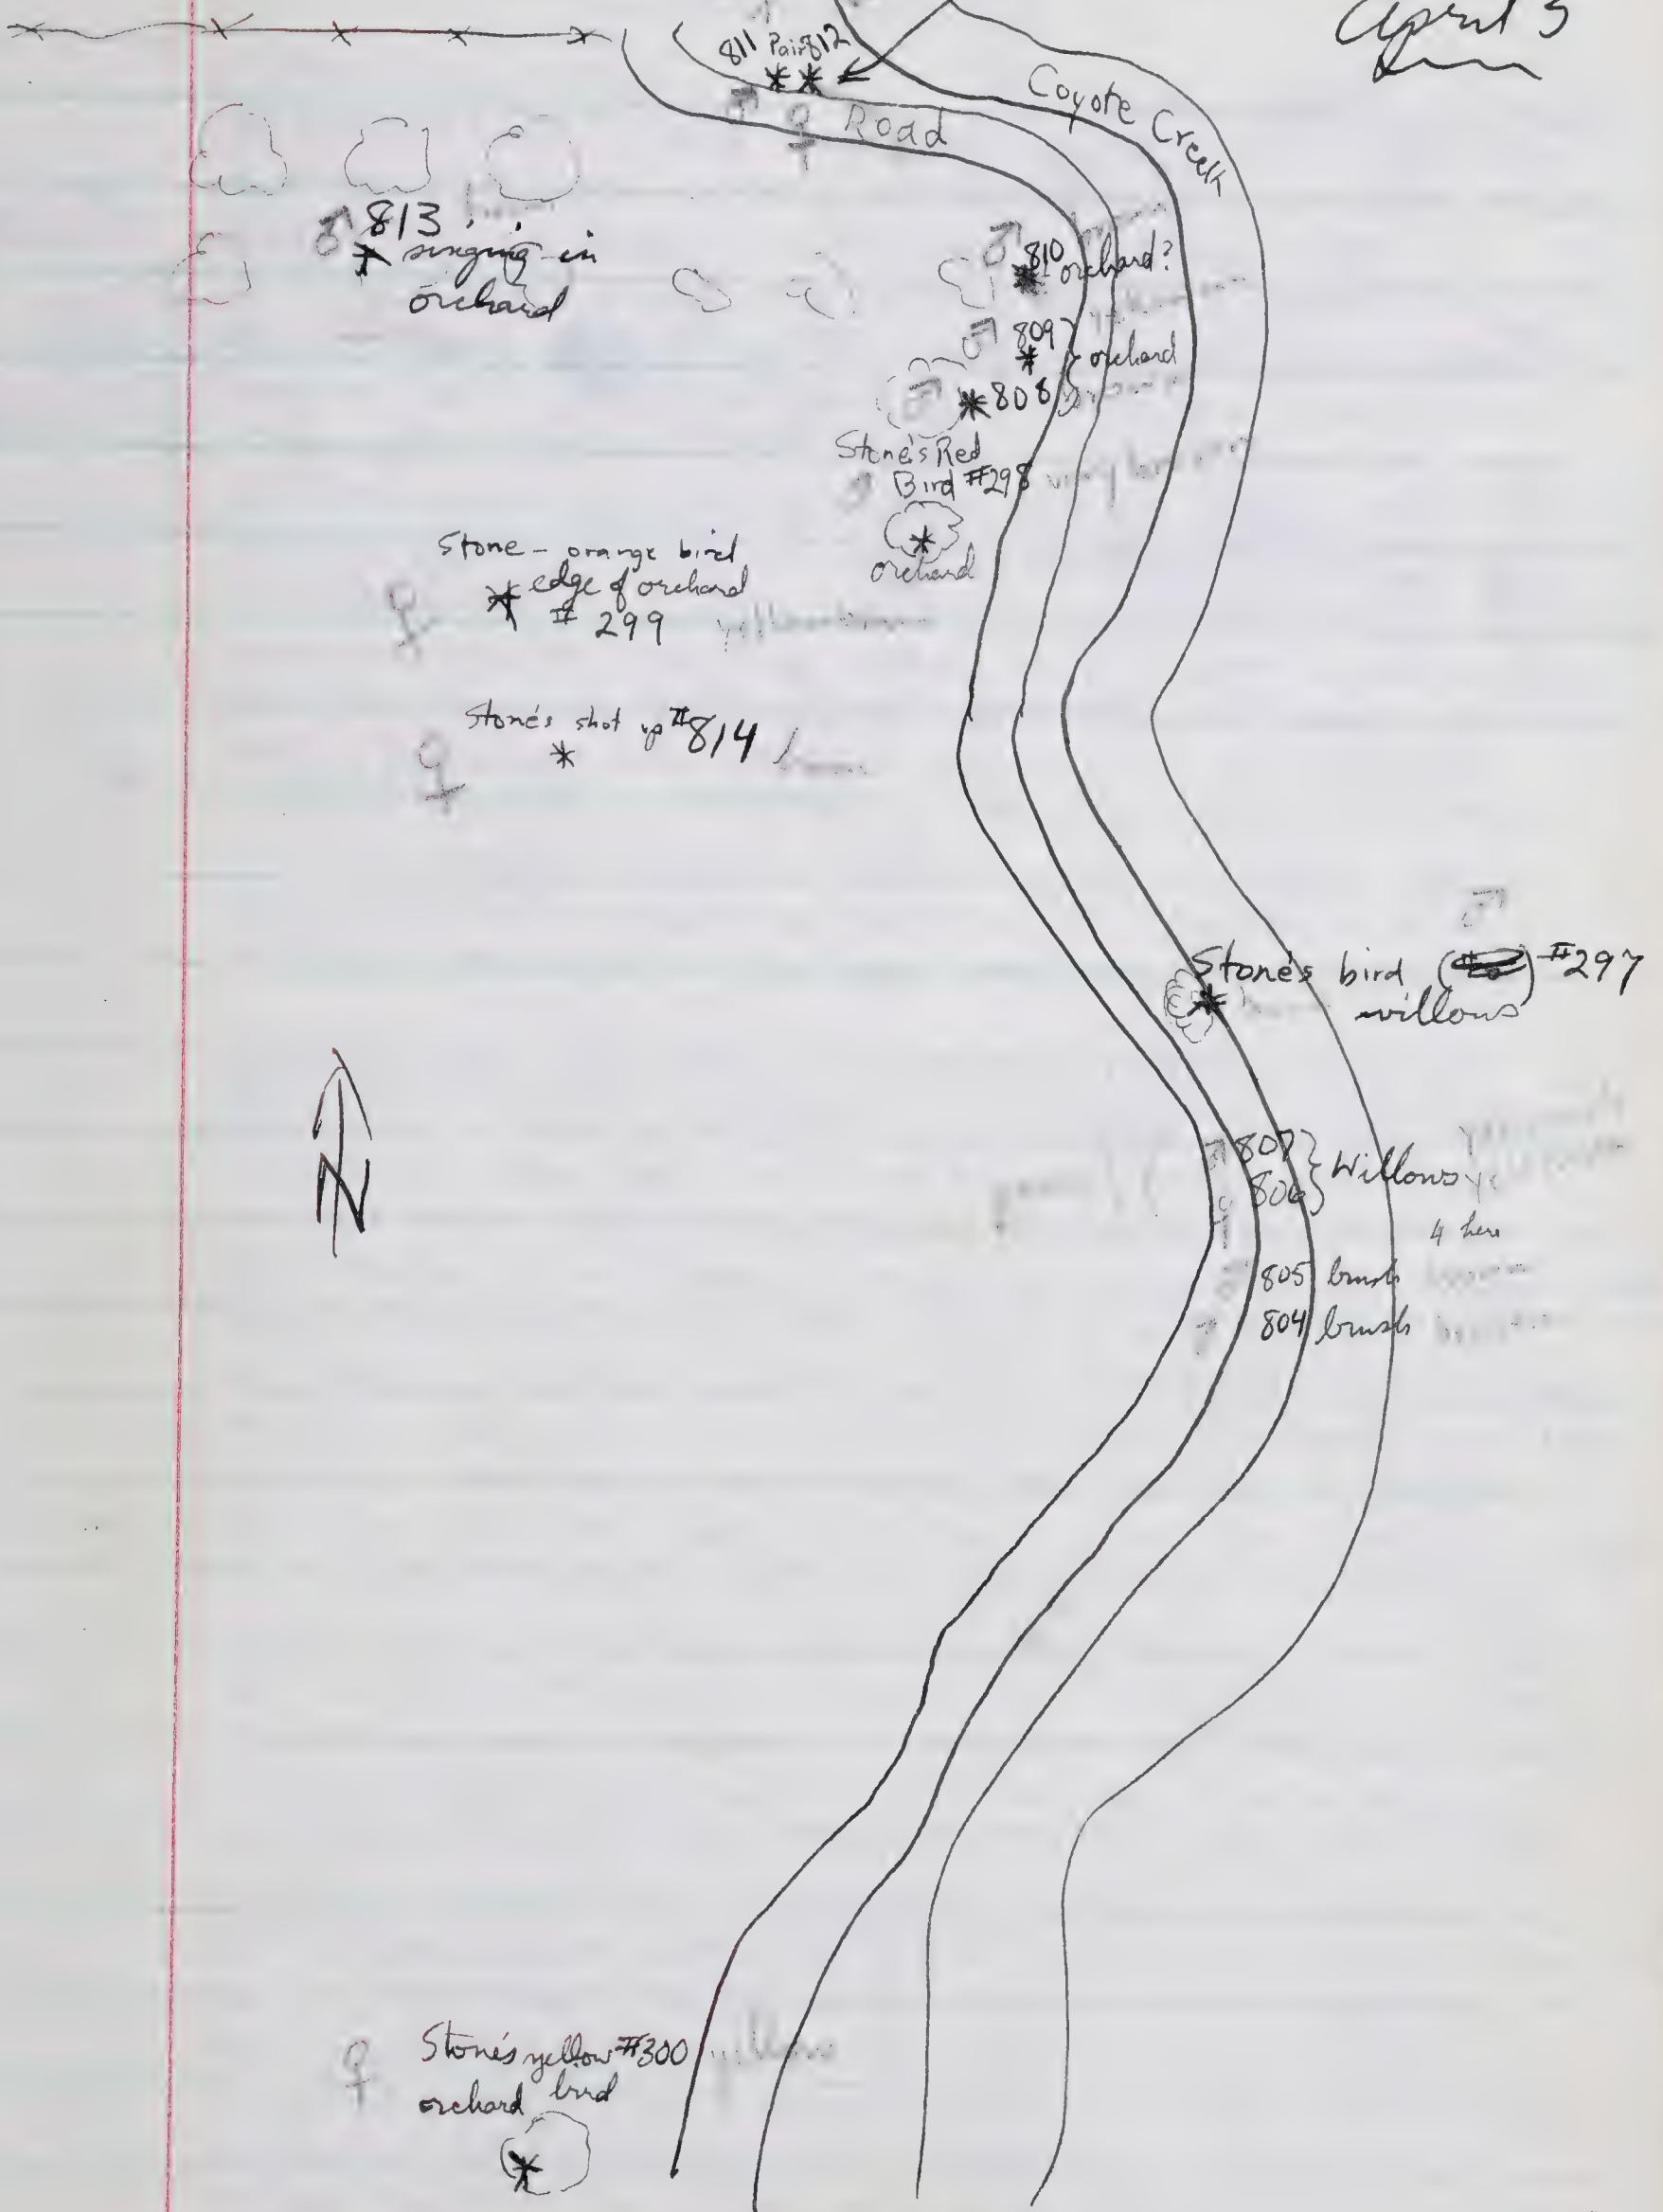 April 3
811 Pair 812
♂ ♀
Road
Coyote Creek
♂ 813
singing in
orchard
♂ 810
orchard?
♂ 809
orchard
♂ 808
Stone's Red
Bird #298
orchard
Stone - orange bird
edge of orchard
♀ # 299
Stone's shot up #814
♀
♂
Stone's bird #297
willows
♂ 807
806
Willows
4 here
805 brush
804 brush
N
Stone's yellow #300
♀ orchard bird
yellow